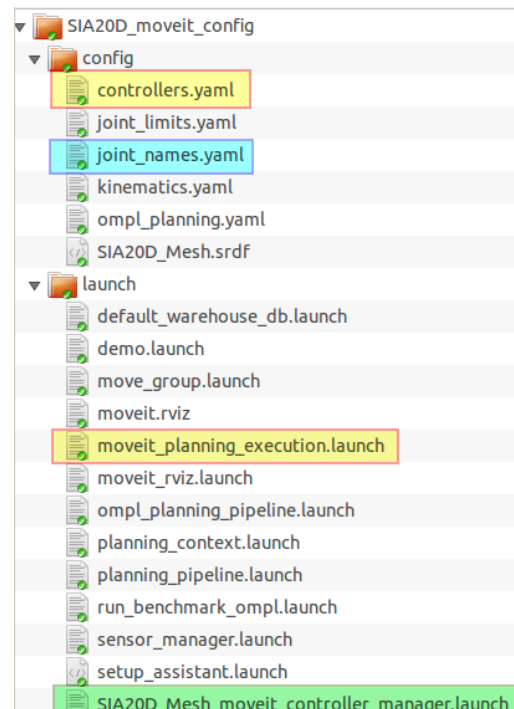 SIA20D_moveit_config
config
controllers.yaml
joint_limits.yaml
joint_names.yaml
kinematics.yaml
ompl_planning.yaml
SIA20D_Mesh.srdf
launch
default_warehouse_db.launch
demo.launch
move_group.launch
moveit.rviz
moveit_planning_execution.launch
moveit_rviz.launch
ompl_planning_pipeline.launch
planning_context.launch
planning_pipeline.launch
run_benchmark_ompl.launch
sensor_manager.launch
setup_assistant.launch
SIA20D_Mesh_moveit_controller_manager.launch